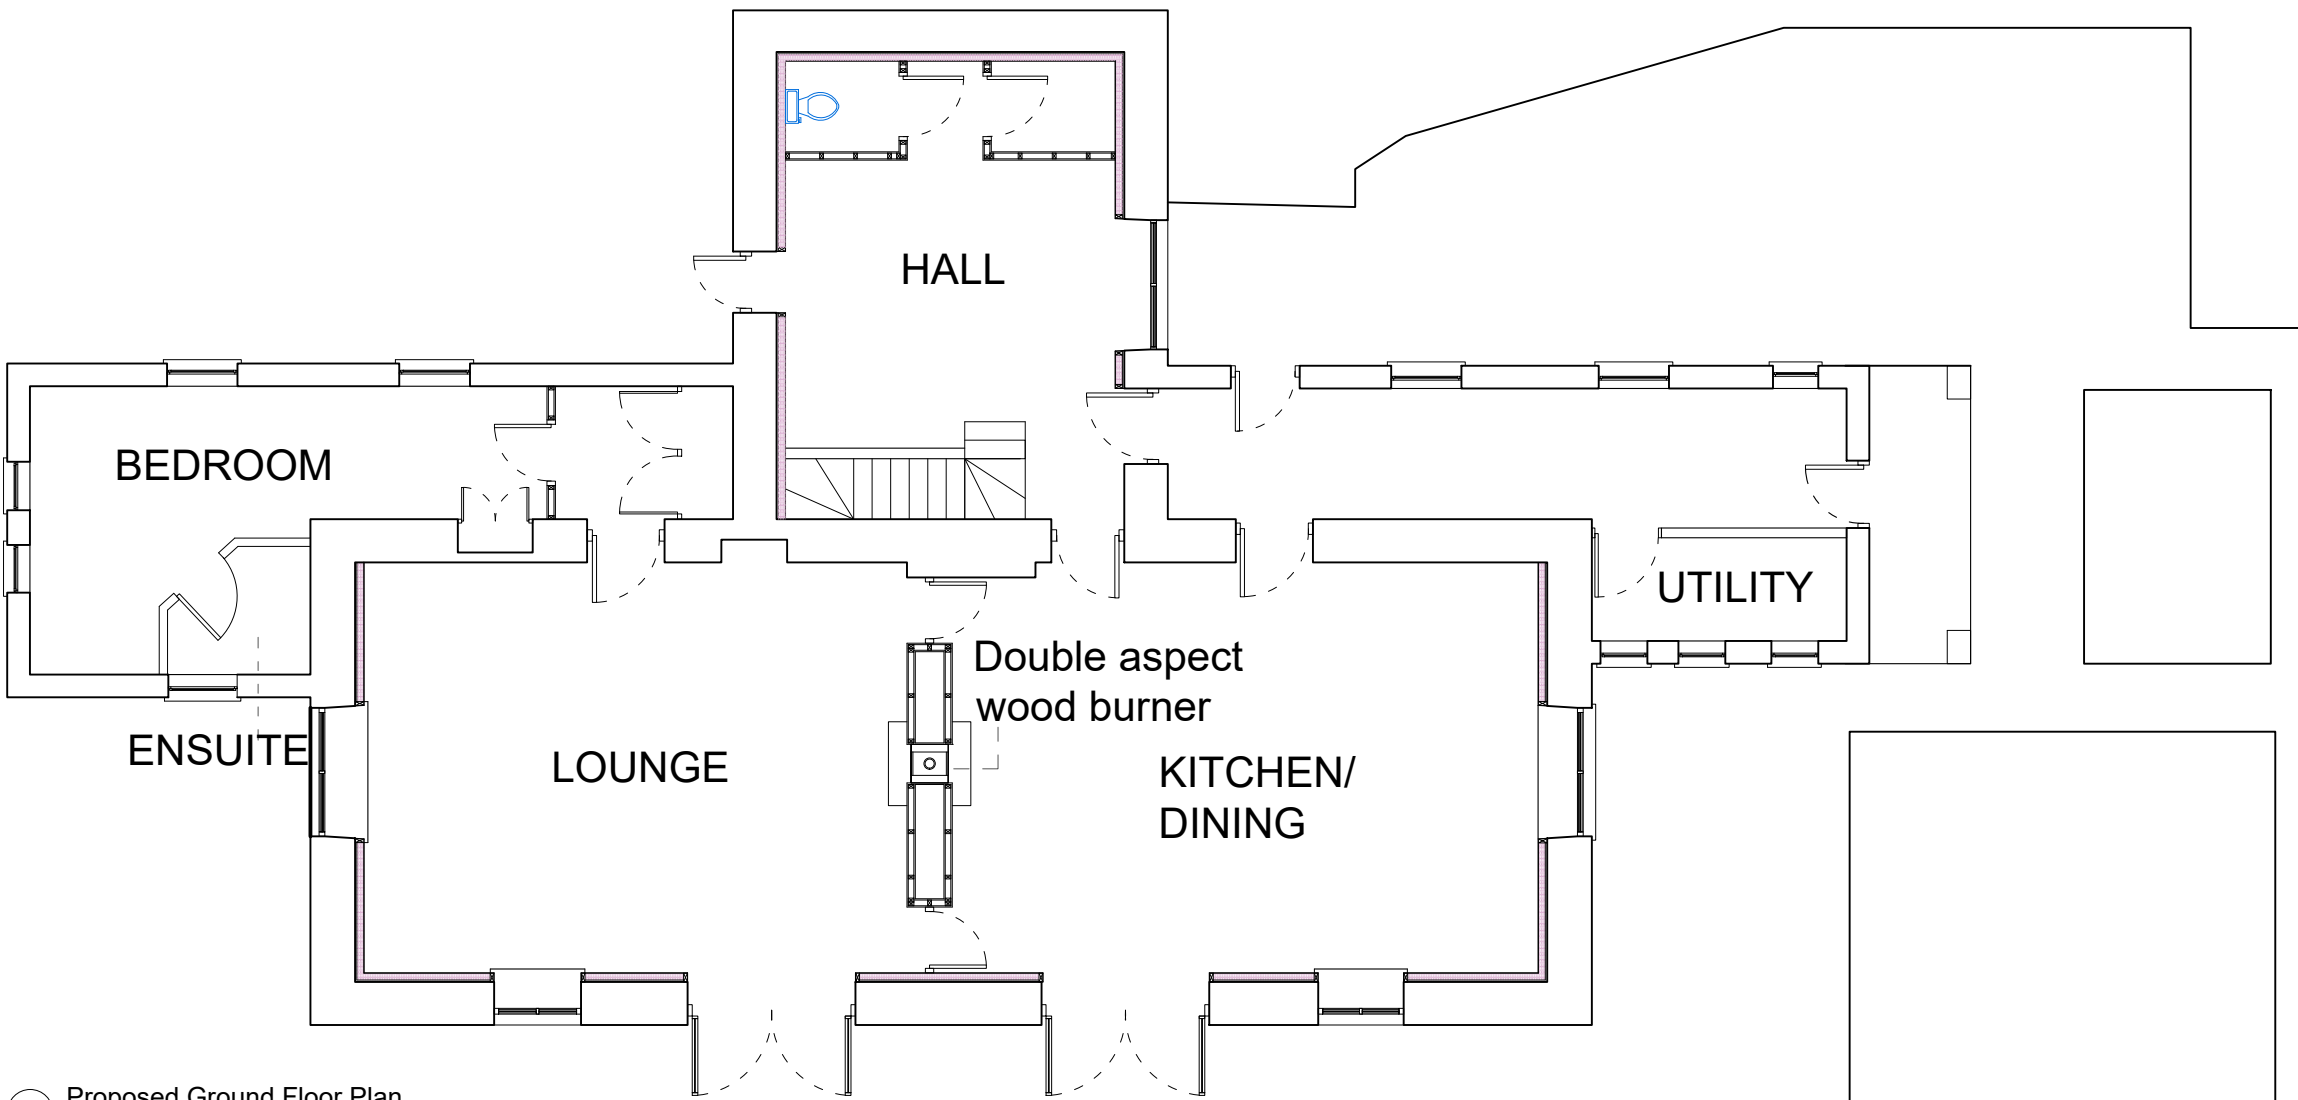 HALL
BEDROOM
UTILITY
Double aspect
wood burner
ENSUITE
LOUNGE
KITCHEN/
DINING
Proposed Ground Floor Plan